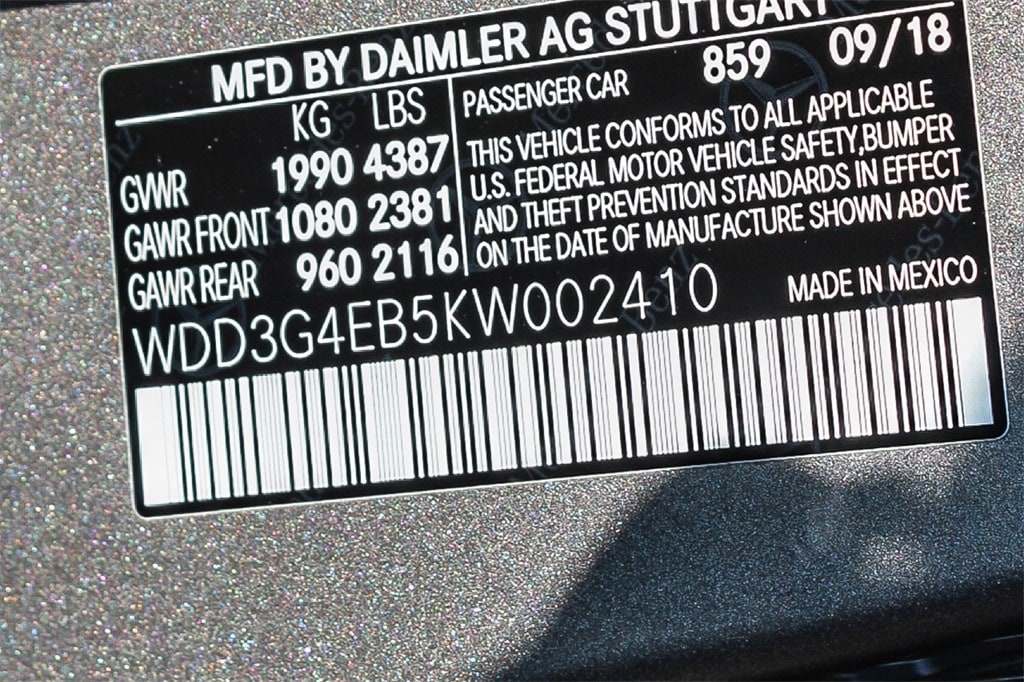 MFD BY DAIMLER AG STUTTGART
KG LBS
GVWR 1990 4387
GAWR FRONT 1080 2381
GAWR REAR 960 2116
859 09/18
PASSENGER CAR
THIS VEHICLE CONFORMS TO ALL APPLICABLE
U.S. FEDERAL MOTOR VEHICLE SAFETY,BUMPER
AND THEFT PREVENTION STANDARDS IN EFFECT
ON THE DATE OF MANUFACTURE SHOWN ABOVE
WDD3G4EB5KW002410
MADE IN MEXICO